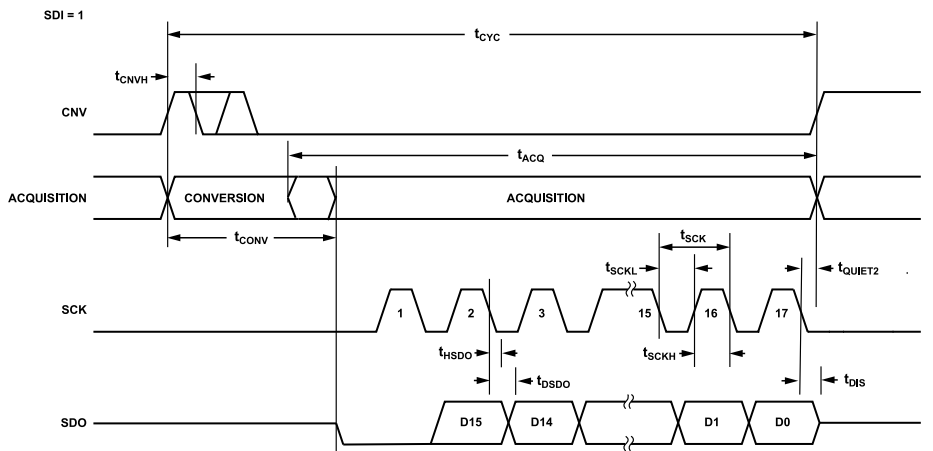 SDI = 1
tCYC
tCNVH
CNV
tACQ
ACQUISITION
CONVERSION
ACQUISITION
tCONV
tSCK
tSCKL
tQUIET2
SCK
1
2
3
15
16
17
tHSDO
tSCKH
tDSDO
tDIS
SDO
D15
D14
D1
D0